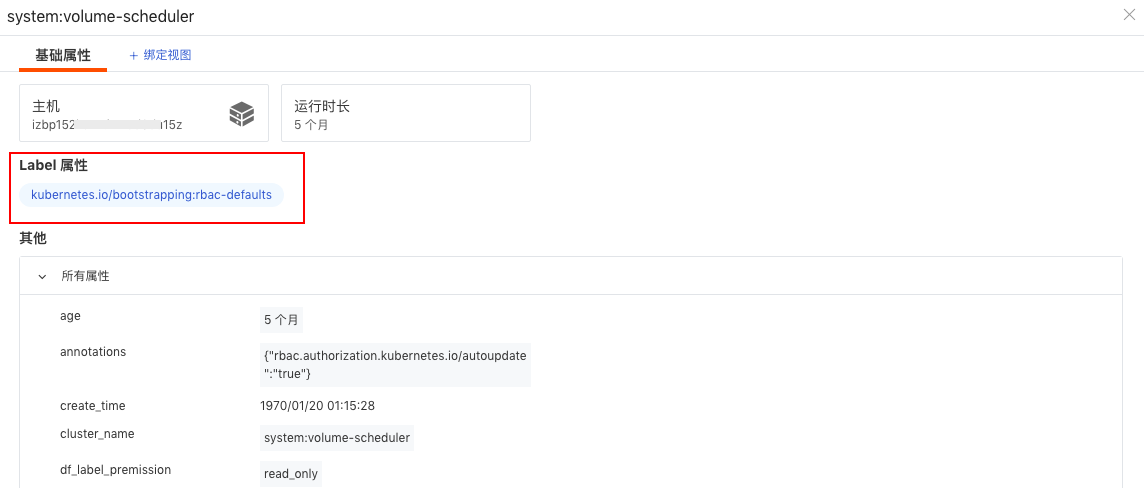 system:volume-scheduler
基础属性
+ 绑定视图
主机
izbp152
15z
运行时长
5 个月
Label 属性
kubernetes.io/bootstrapping:rbac-defaults
其他
所有属性
age
5 个月
annotations
{"rbac.authorization.kubernetes.io/autoupdate
":"true"}
create_time
1970/01/20 01:15:28
cluster_name
system:volume-scheduler
df_label_premission
read_only